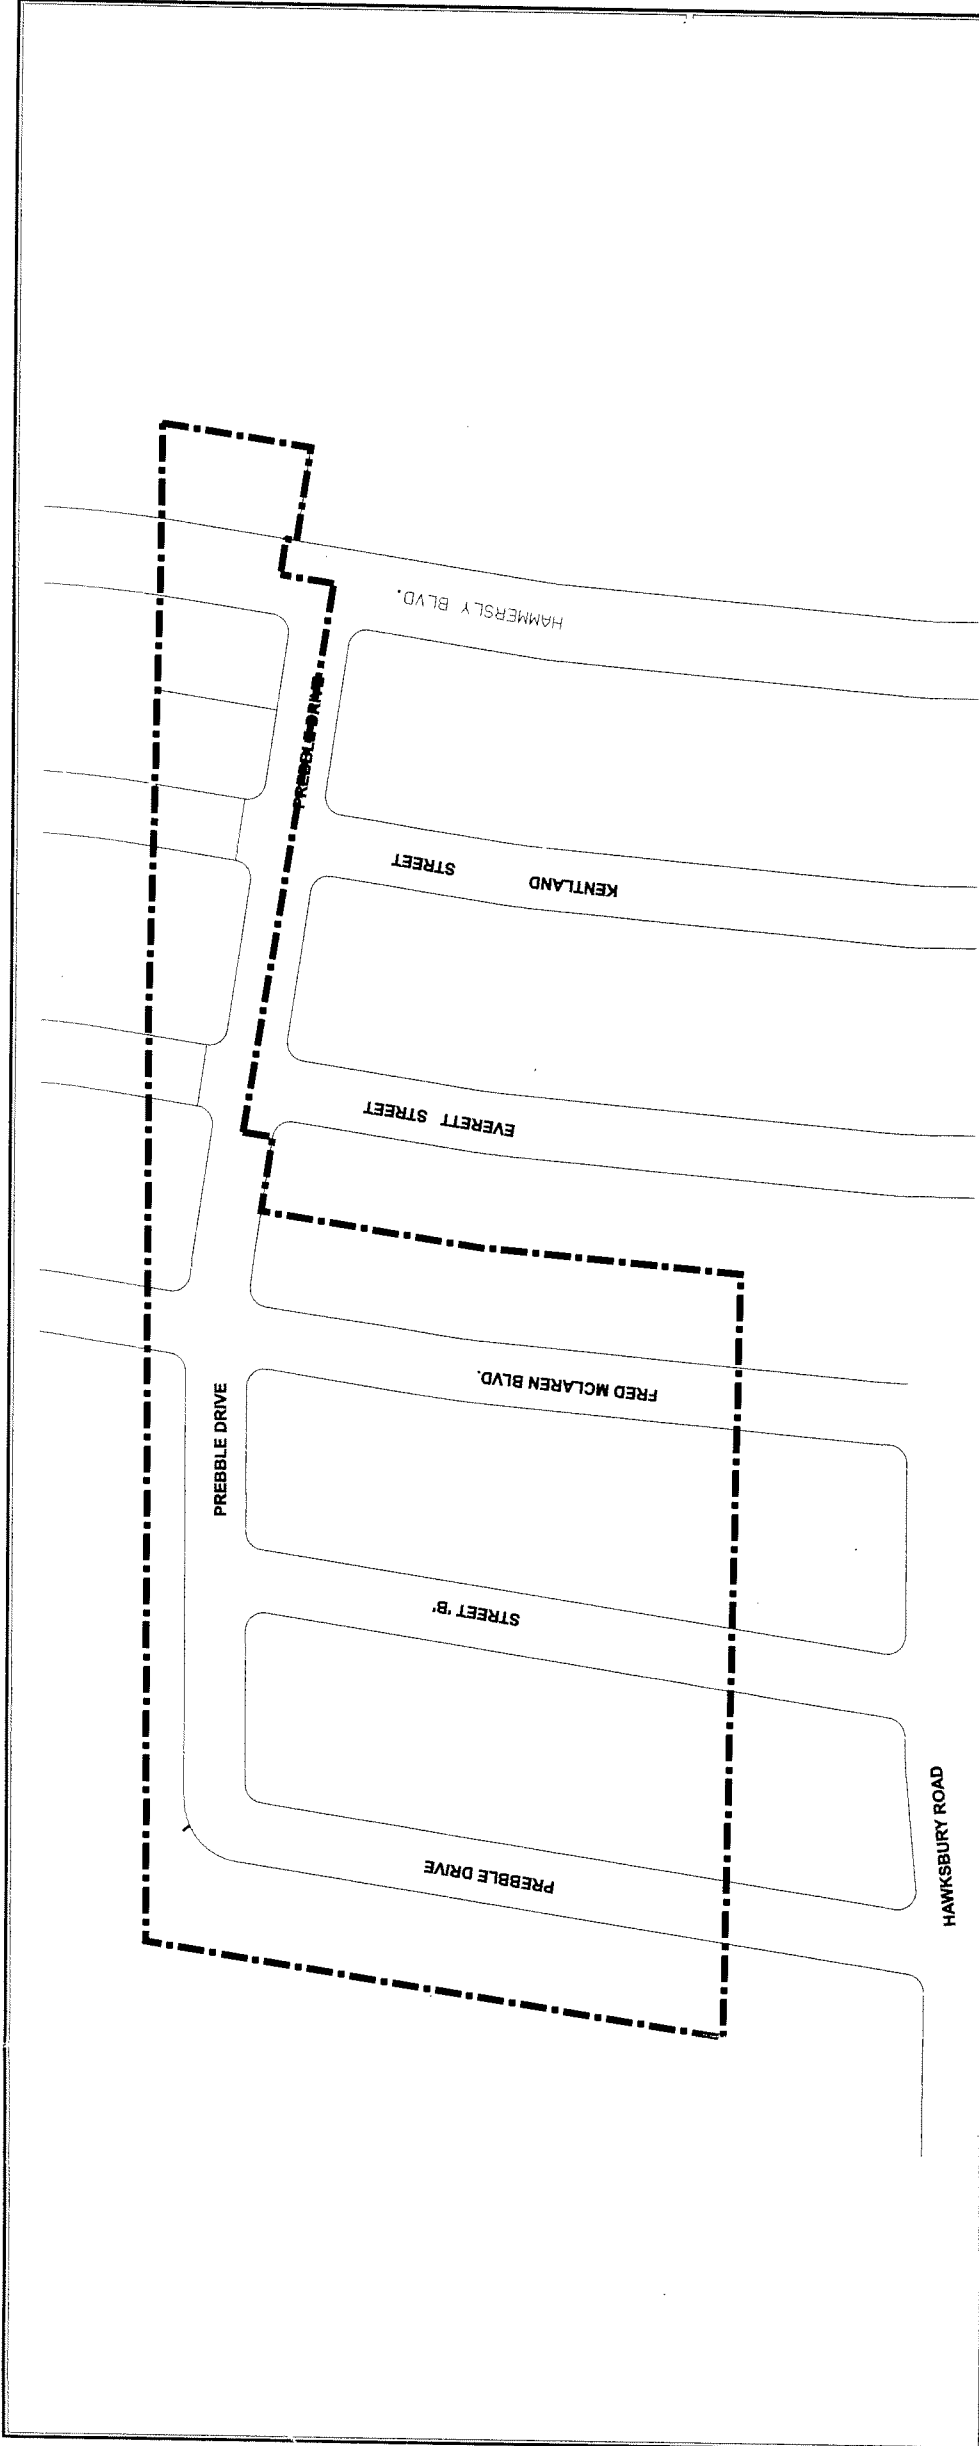 HAMMERSLY BLVD.
PREBBLE DRIVE
KENTLAND STREET
EVERETT STREET
FRED MCLAREN BLVD.
PREBBLE DRIVE
STREET 'B'
PREBBLE DRIVE
HAWKSBURY ROAD